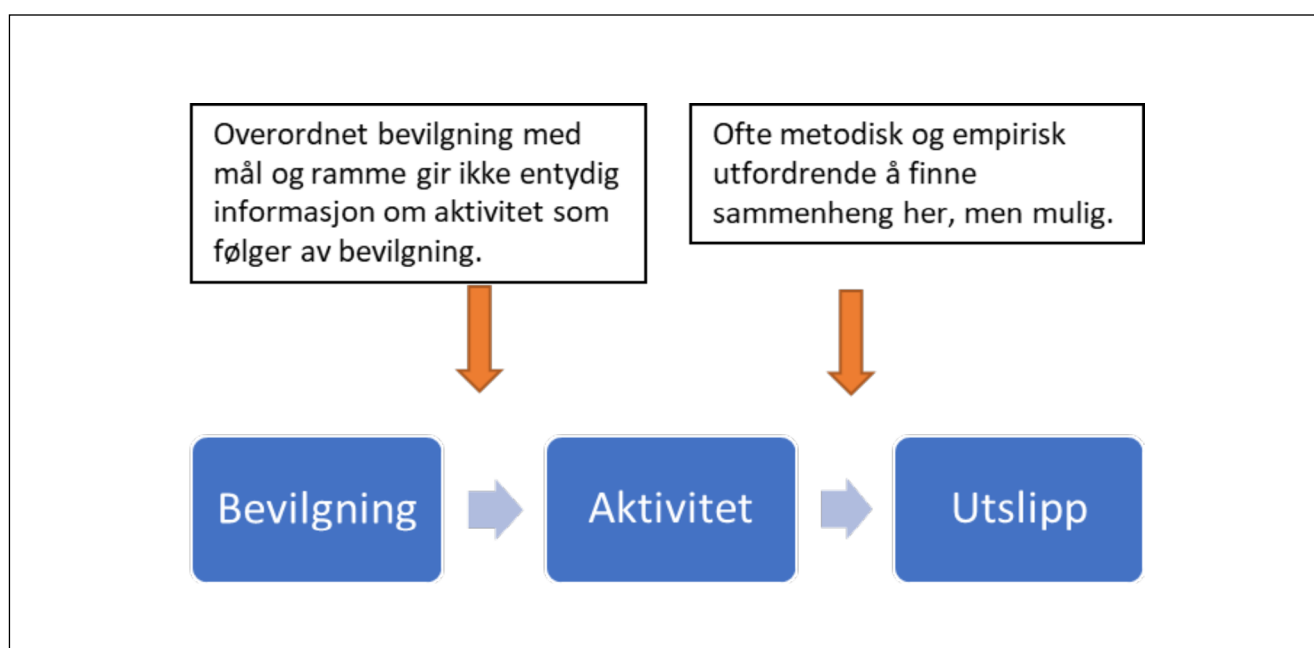 Overordnet bevilgning med
mål og ramme gir ikke entydig
informasjon om aktivitet som
følger av bevilgning.
Ofte metodisk og empirisk
utfordrende å finne
sammenheng her, men mulig.
Bevilgning
Aktivitet
Utslipp